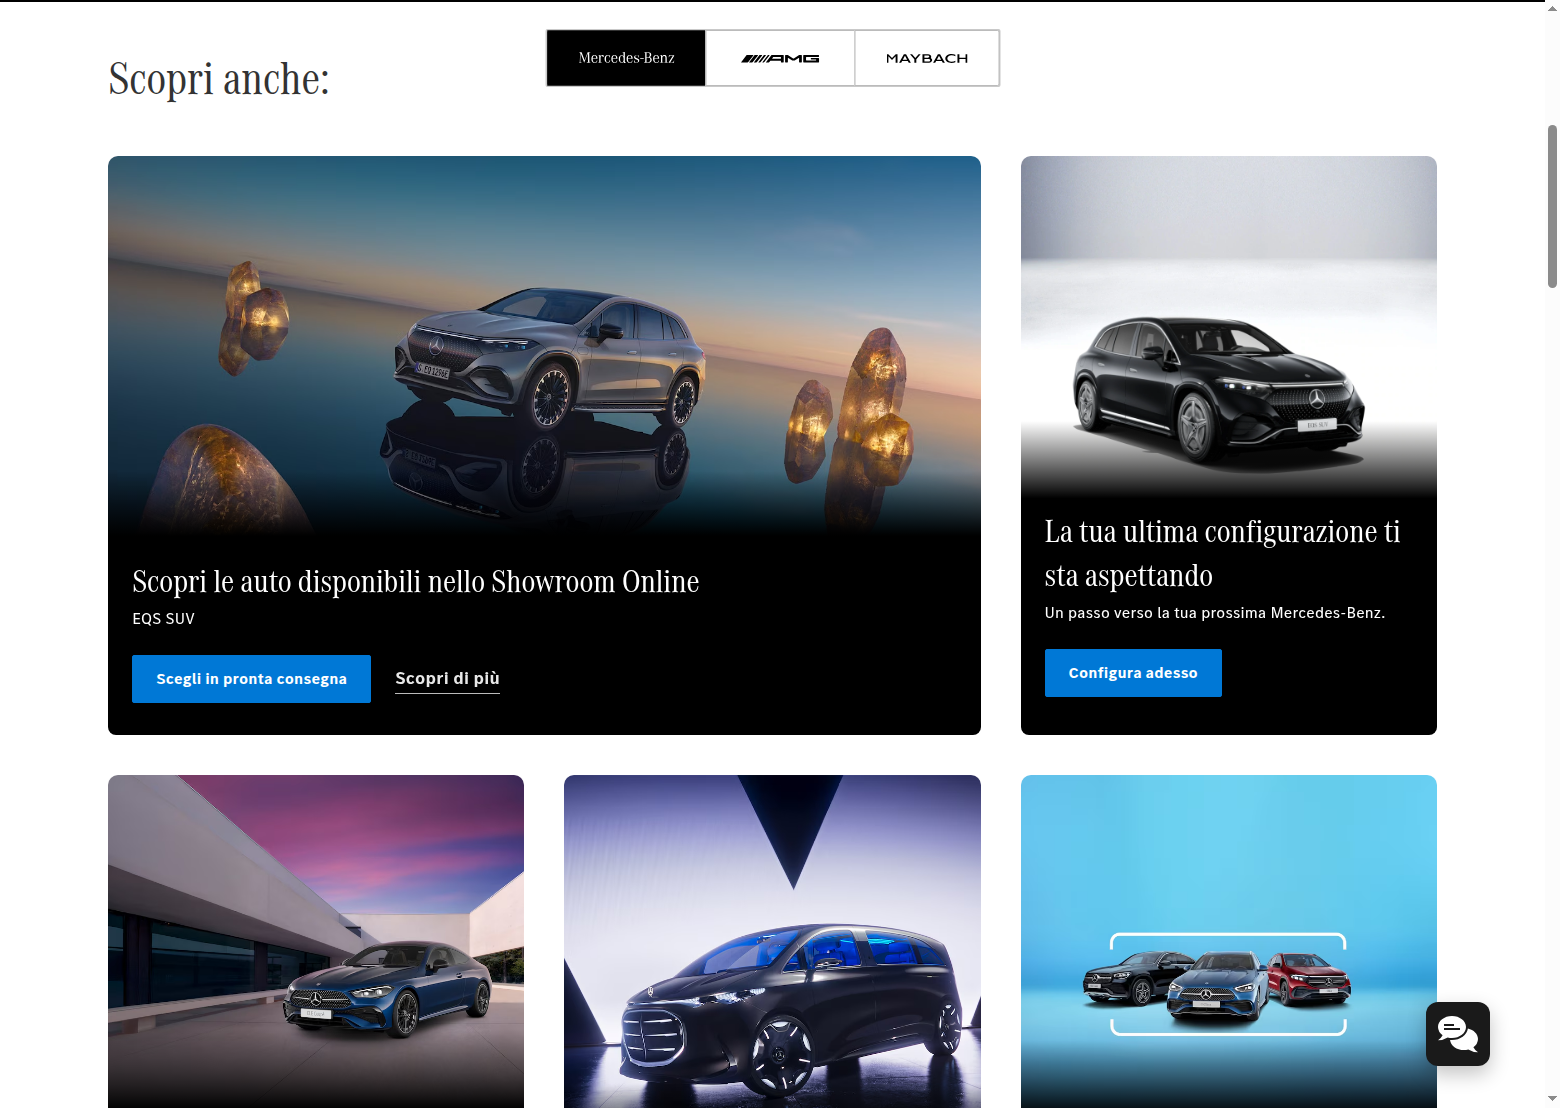 Mercedes-Benz
AMG
MAYBACH
Scopri anche:
Scopri le auto disponibili nello Showroom Online
EQS SUV
Scegli in pronta consegna
Scopri di più
La tua ultima configurazione ti
sta aspettando
Un passo verso la tua prossima Mercedes-Benz.
Configura adesso